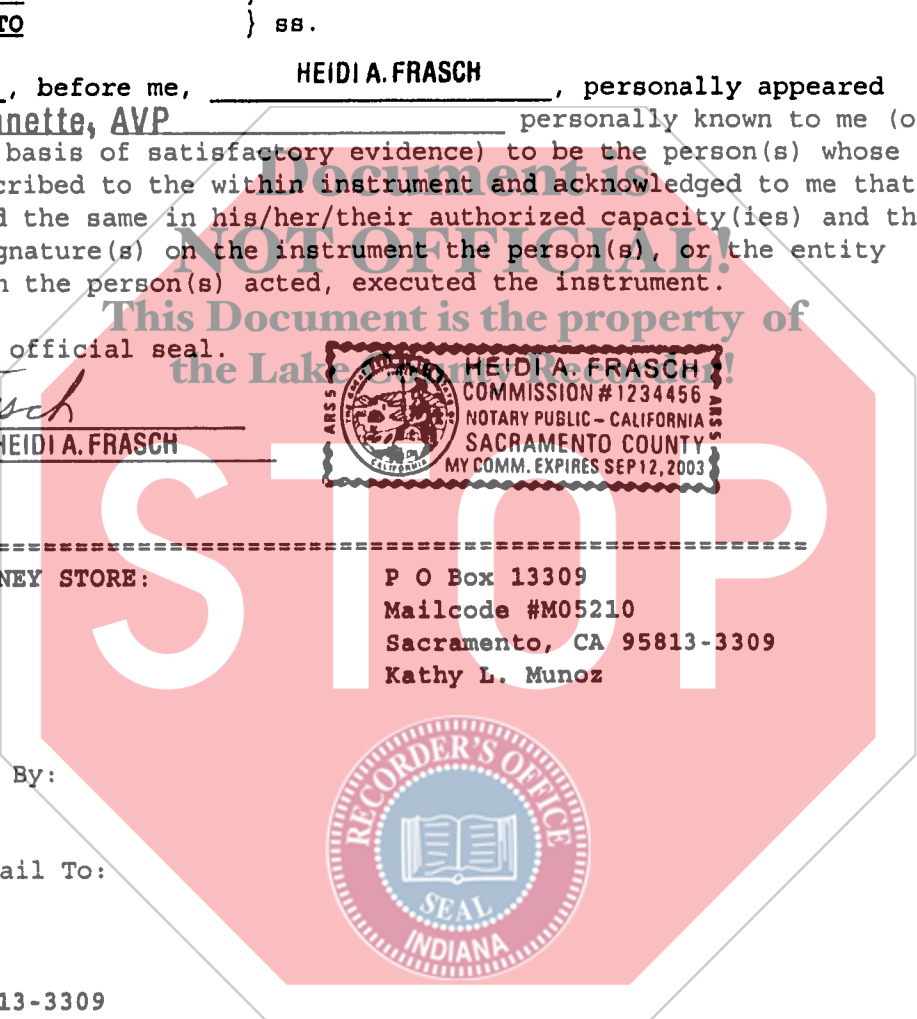 TO } ss.
, before me, HEIDI A. FRASCH, personally appeared
nette, AVP personally known to me (o
basis of satisfactory evidence) to be the person(s) whose
cribed to the within instrument and acknowledged to me that
d the same in his/her/their authorized capacity(ies) and th
gnature(s) on the instrument the person(s), or the entity
h the person(s) acted, executed the instrument.
Document is
NOT OFFICIAL!
This Document is the property of
the Lake County Recorder!
official seal.
sch
HEIDI A. FRASCH
HEIDI A. FRASCH
COMMISSION # 1234456
NOTARY PUBLIC - CALIFORNIA
SACRAMENTO COUNTY
MY COMM. EXPIRES SEP 12, 2003
ARS5
ARS5
CALIFORNIA
STOP
NEY STORE:
P O Box 13309
Mailcode #M05210
Sacramento, CA 95813-3309
Kathy L. Munoz
By:
ail To:
13-3309
RECORDER'S OFFICE
SEAL
INDIANA